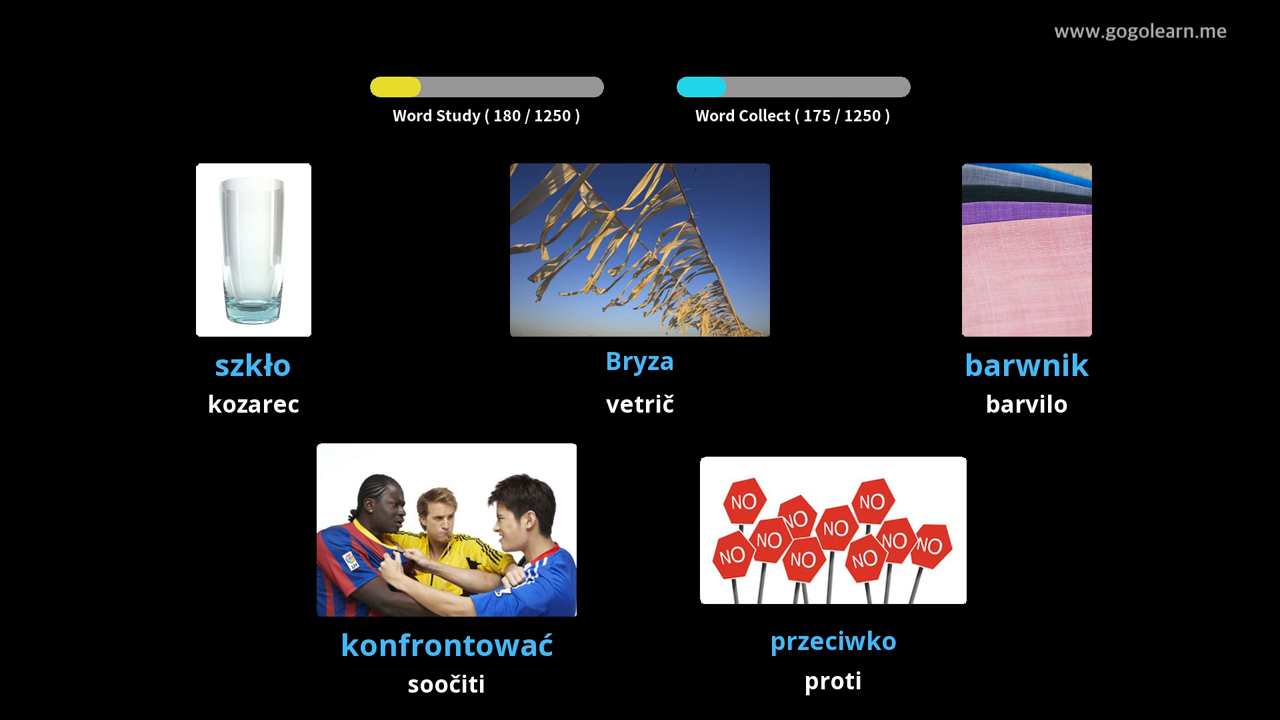 www.gogolearn.me
Word Study ( 180 / 1250 )
Word Collect ( 175 / 1250 )
szkło
kozarec
Bryza
vetrič
barwnik
barvilo
konfrontować
soočiti
NO
NO
NO
NO
NO
NO
NO
NO
NO
NO
przeciwko
proti